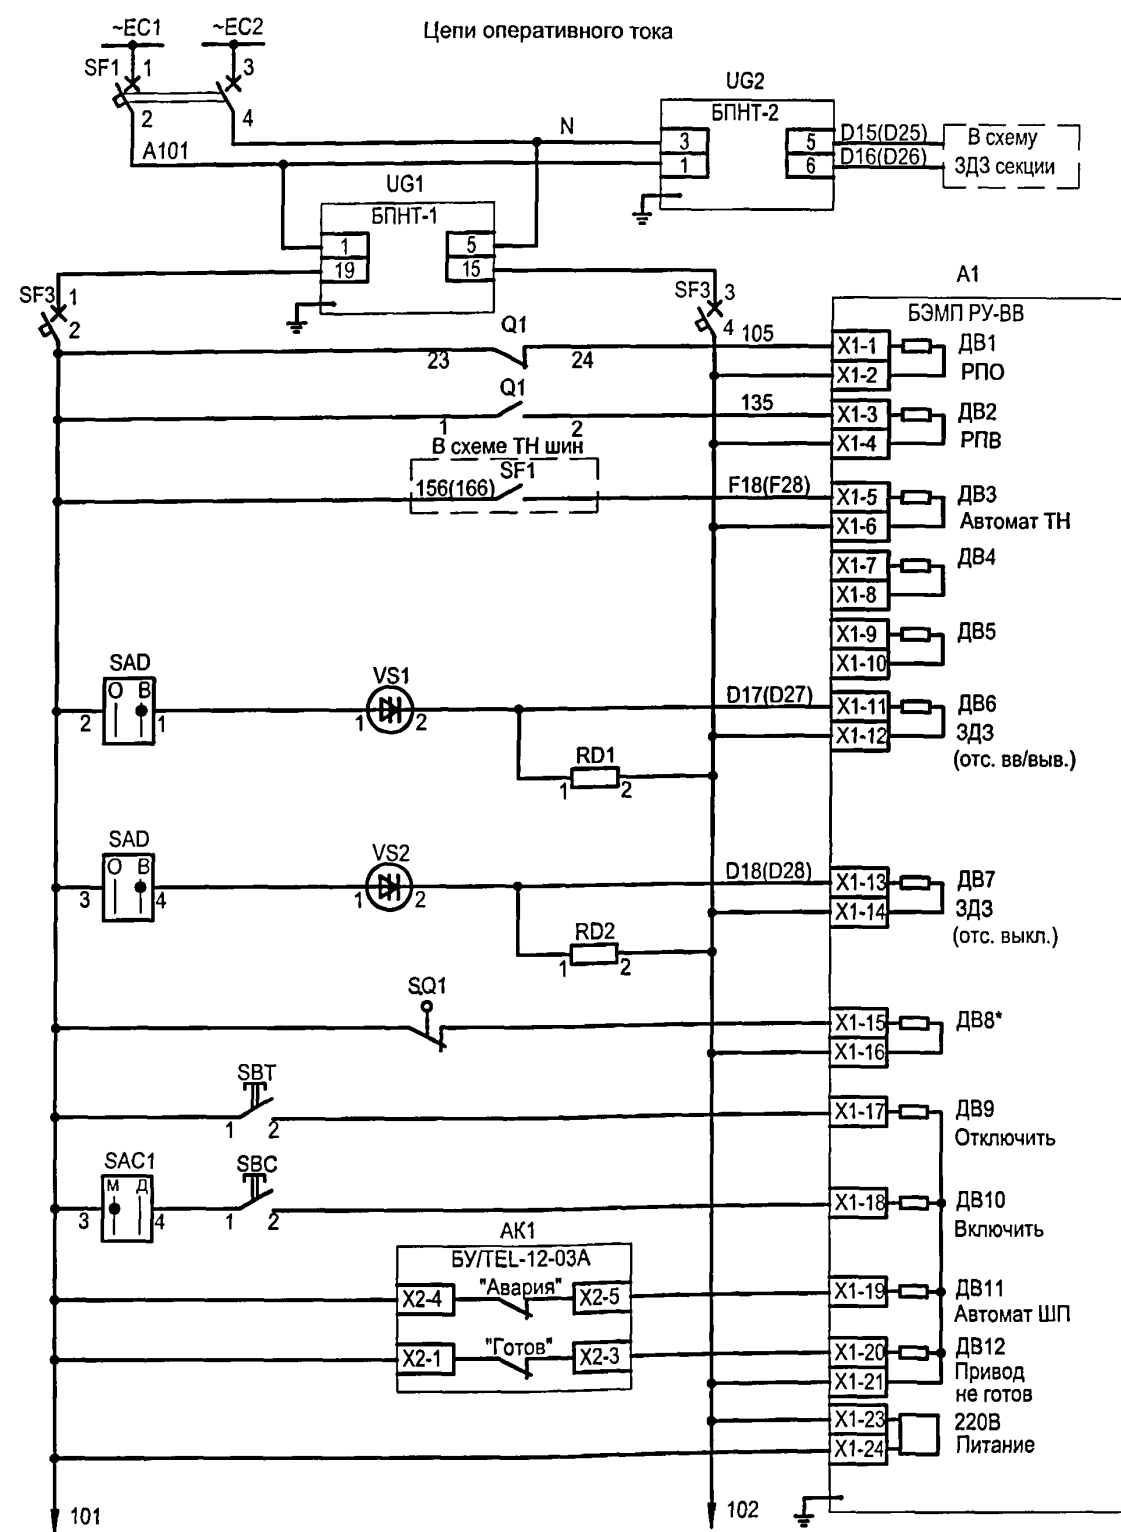 ~EC1 ~EC2 Цепи оперативного тока
SF1 1 3
2 4
UG2
БПНТ-2
N
3 5 D15(D25) В схему
A101
1 6 D16(D26) ЗДЗ секции
UG1
БПНТ-1
1 5
19 15
A1
SF3 1
2
SF3 3
4
БЭМП РУ-ВВ
Q1
23 24 105 X1-1 ДВ1
X1-2 РПО
Q1
1 2 135 X1-3 ДВ2
X1-4 РПВ
В схеме ТН шин
SF1
156(166) F18(F28) X1-5 ДВ3
X1-6 Автомат ТН
X1-7 ДВ4
X1-8
X1-9 ДВ5
X1-10
SAD VS1
О В
2 1 1 2 D17(D27) X1-11 ДВ6
X1-12 ЗДЗ
(отс. вв/выв.)
RD1
1 2
SAD VS2
О В
3 4 1 2 D18(D28) X1-13 ДВ7
X1-14 ЗДЗ
(отс. выкл.)
RD2
1 2
SQ1
X1-15 ДВ8*
X1-16
SBT
1 2 X1-17 ДВ9
Отключить
SAC1 SBC
М Д
3 4 1 2 X1-18 ДВ10
Включить
AK1
БУ/TEL-12-03A
X2-4 "Авария" X2-5 X1-19 ДВ11
Автомат ШП
X2-1 "Готов" X2-3 X1-20 ДВ12
X1-21 Привод
не готов
X1-23 220В
X1-24 Питание
101 102